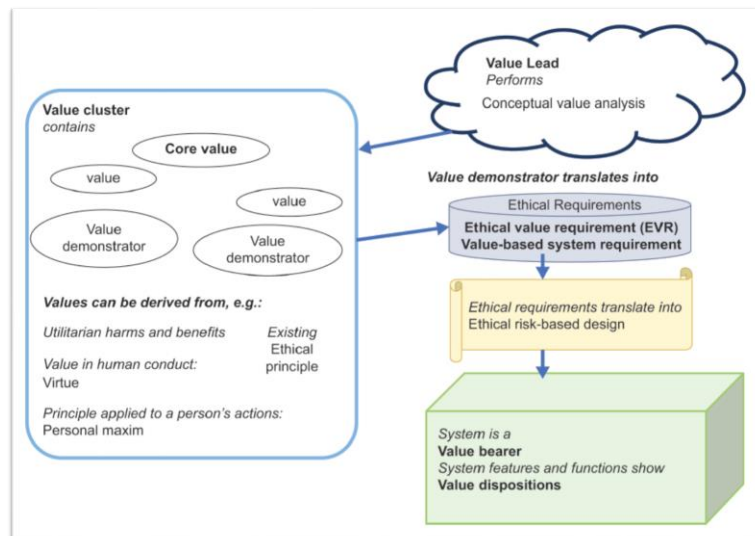 Value Lead
Performs
Conceptual value analysis
Value cluster
contains
Core value
value
value
Value
demonstrator
Value
demonstrator
Values can be derived from, e.g.:
Utilitarian harms and benefits
Existing
Ethical
principle
Value in human conduct:
Virtue
Principle applied to a person's actions:
Personal maxim
Value demonstrator translates into
Ethical Requirements
Ethical value requirement (EVR)
Value-based system requirement
Ethical requirements translate into
Ethical risk-based design
System is a
Value bearer
System features and functions show
Value dispositions